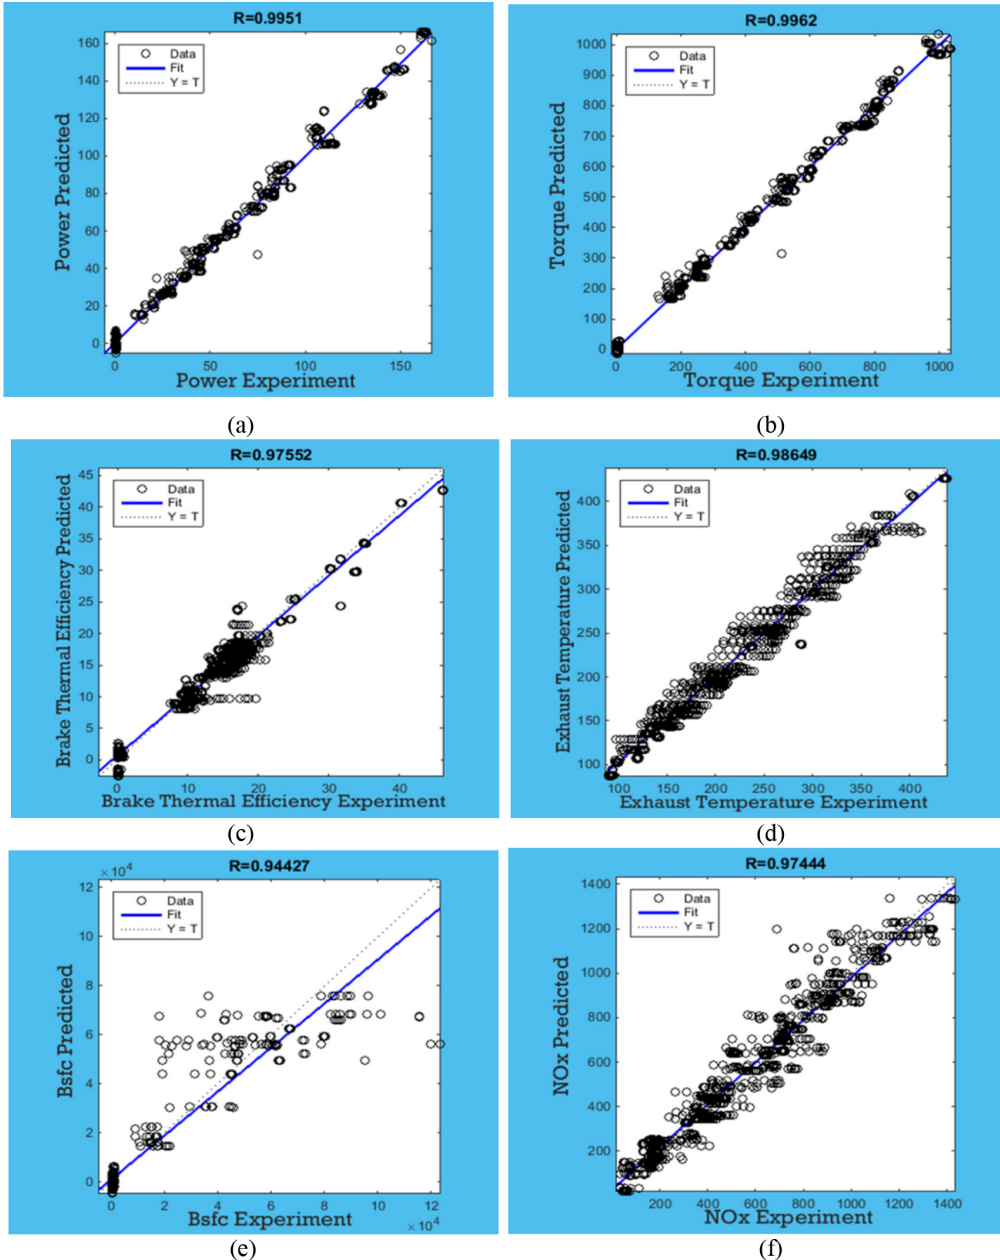 R=0.9951
Data
Fit
Y = T
Power Predicted
160
140
120
100
80
60
40
20
0
0 50 100 150
Power Experiment
(a)
R=0.9962
Data
Fit
Y = T
Torque Predicted
1000
900
800
700
600
500
400
300
200
100
0
0 200 400 600 800 1000
Torque Experiment
(b)
R=0.97552
Data
Fit
Y = T
Brake Thermal Efficiency Predicted
45
40
35
30
25
20
15
10
5
0
0 10 20 30 40
Brake Thermal Efficiency Experiment
(c)
R=0.98649
Data
Fit
Y = T
Exhaust Temperature Predicted
400
350
300
250
200
150
100
100 150 200 250 300 350 400
Exhaust Temperature Experiment
(d)
R=0.94427
× 10⁴
Data
Fit
Y = T
Bsfc Predicted
12
10
8
6
4
2
0
0 2 4 6 8 10 12
Bsfc Experiment
× 10⁴
(e)
R=0.97444
Data
Fit
Y = T
NOx Predicted
1400
1200
1000
800
600
400
200
200 400 600 800 1000 1200 1400
NOx Experiment
(f)